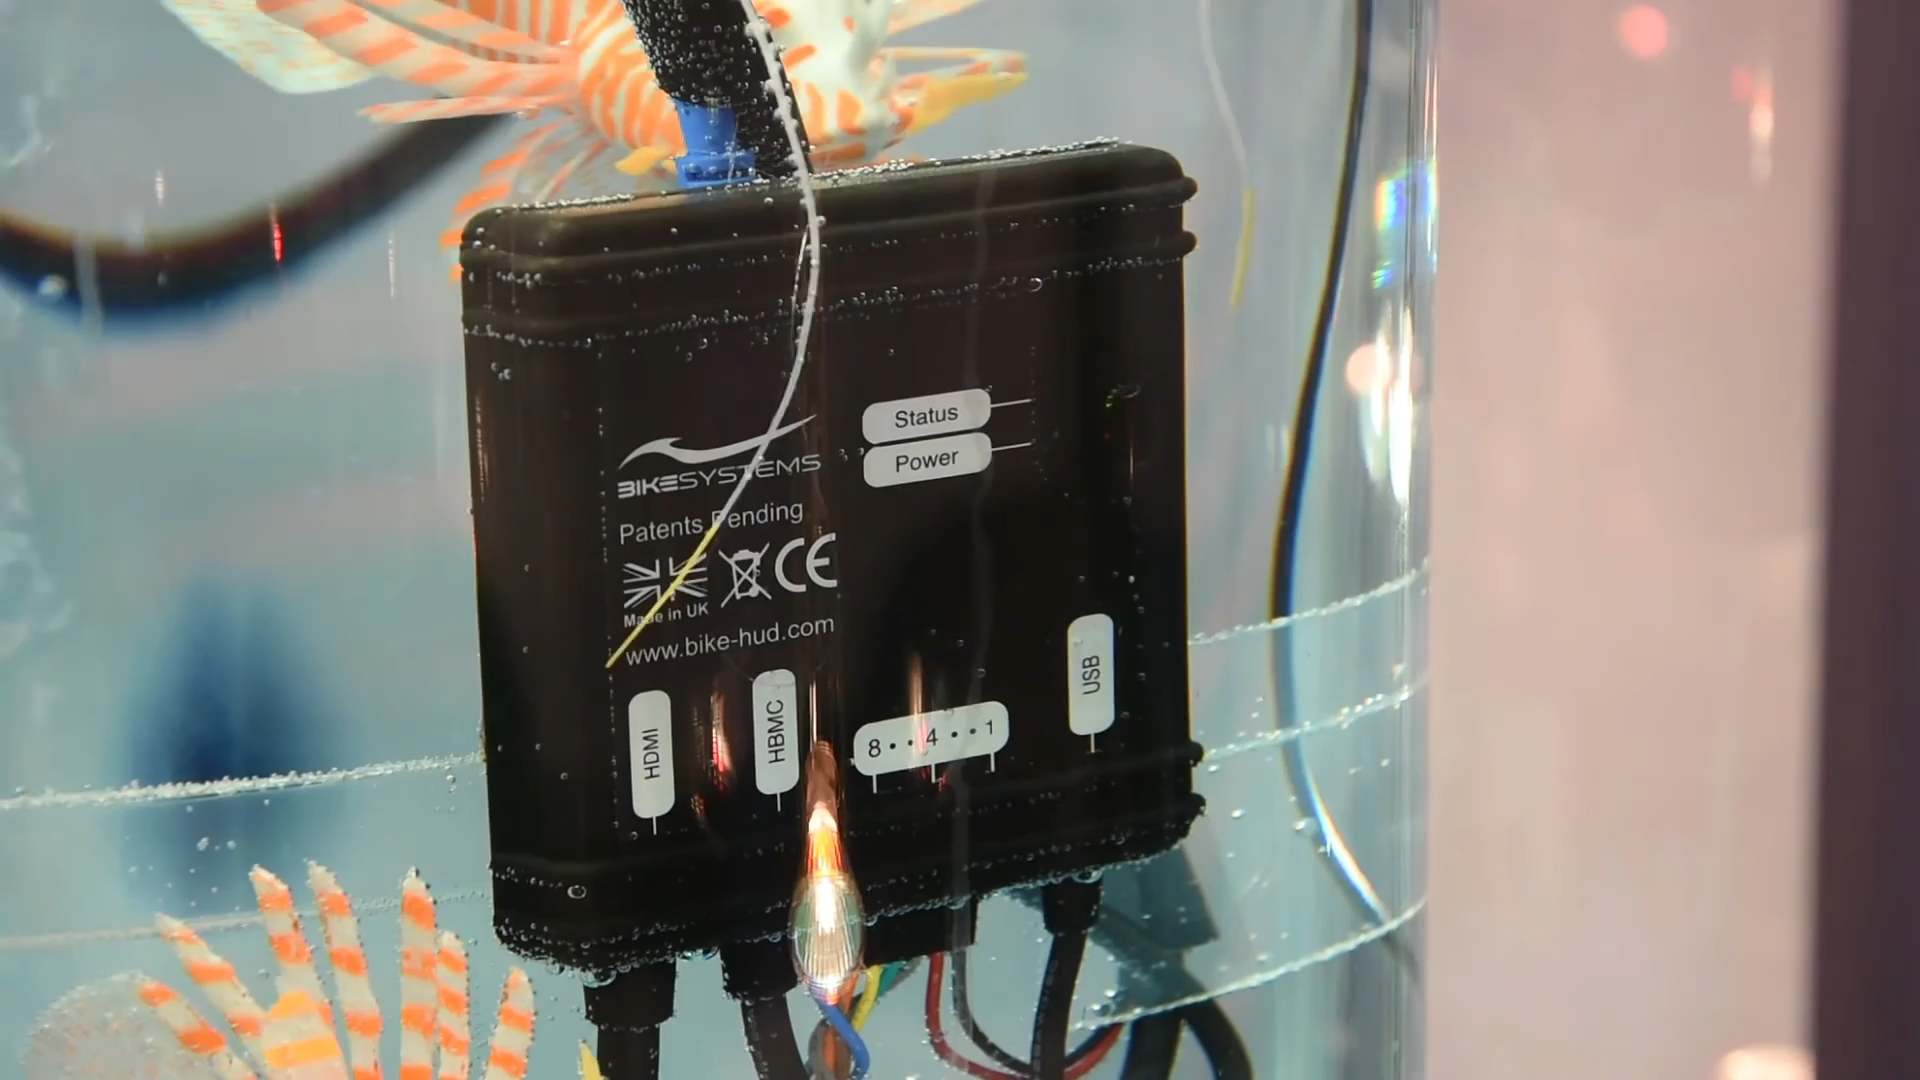 Status
Power
BIKESYSTEMS
Patents Pending
CE
Made in UK
www.bike-hud.com
HDMI
HBMC
8••4••1
USB